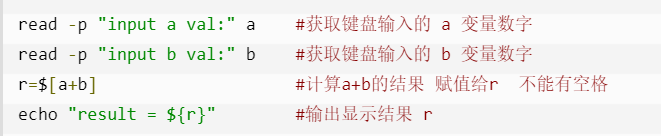 read -p "input a val:" a    #获取键盘输入的 a 变量数字
read -p "input b val:" b    #获取键盘输入的 b 变量数字
r=$[a+b]                    #计算a+b的结果 赋值给r  不能有空格
echo "result = ${r}"        #输出显示结果 r